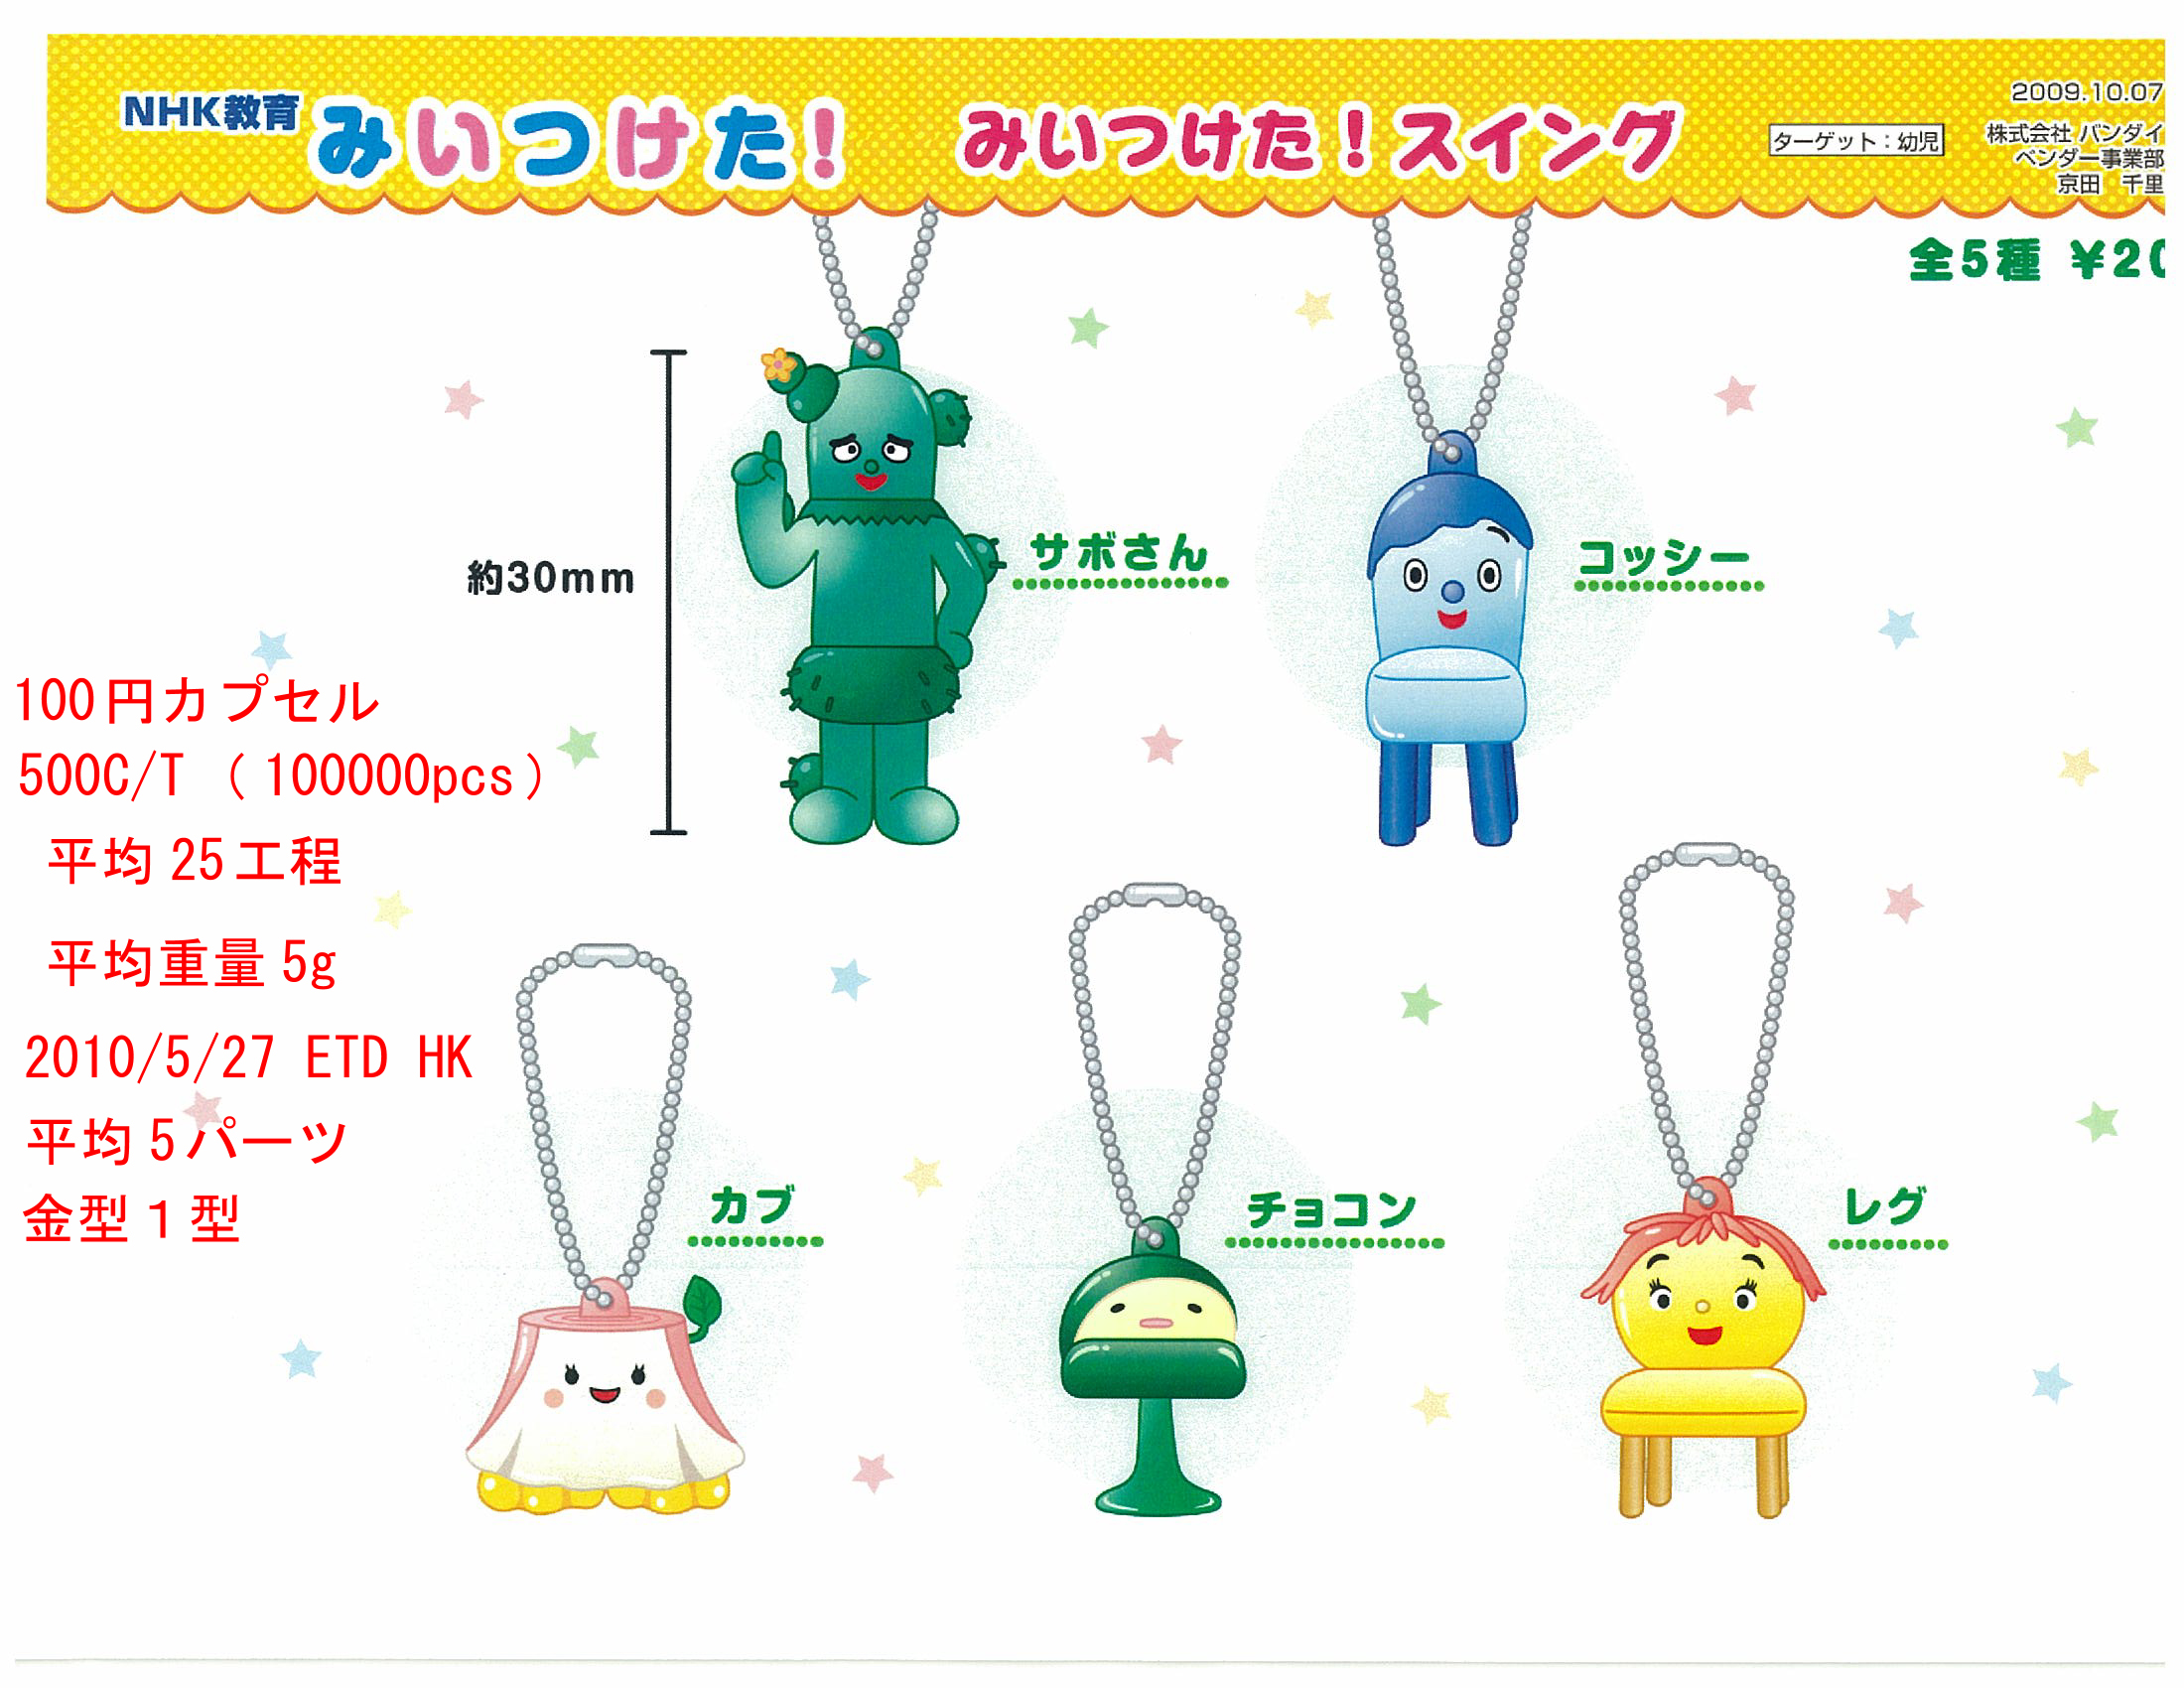 NHK教育 みいつけた! みいつけた!スイング
ターゲット：幼児
2009.10.07
株式会社 バンダイ
ベンダー事業部
京田 千里
全5種 ¥20
約30mm
サボさん
コッシー
100円カプセル
500C/T (100000pcs)
平均25工程
平均重量5g
2010/5/27 ETD HK
平均5パーツ
金型1型
カブ
チョコン
レグ